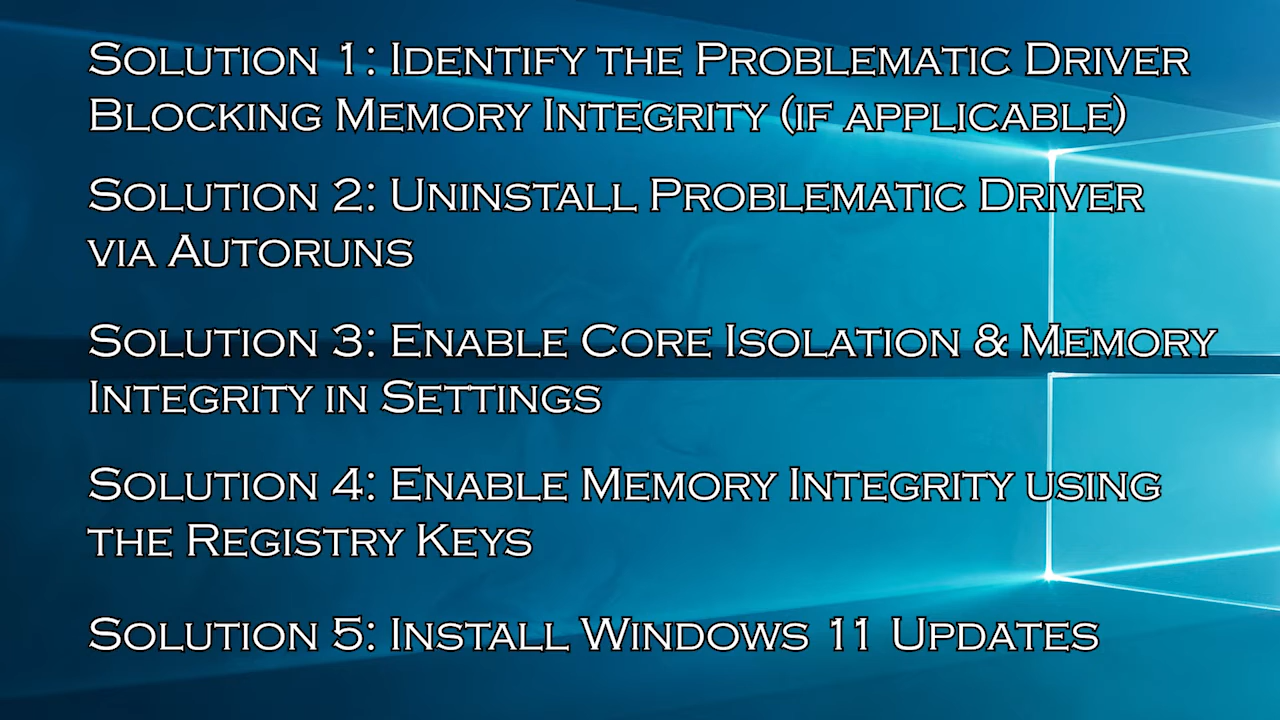 Solution 1: Identify the Problematic Driver
Blocking Memory Integrity (if applicable)
Solution 2: Uninstall Problematic Driver
via Autoruns
Solution 3: Enable Core Isolation & Memory
Integrity in Settings
Solution 4: Enable Memory Integrity using
the Registry Keys
Solution 5: Install Windows 11 Updates